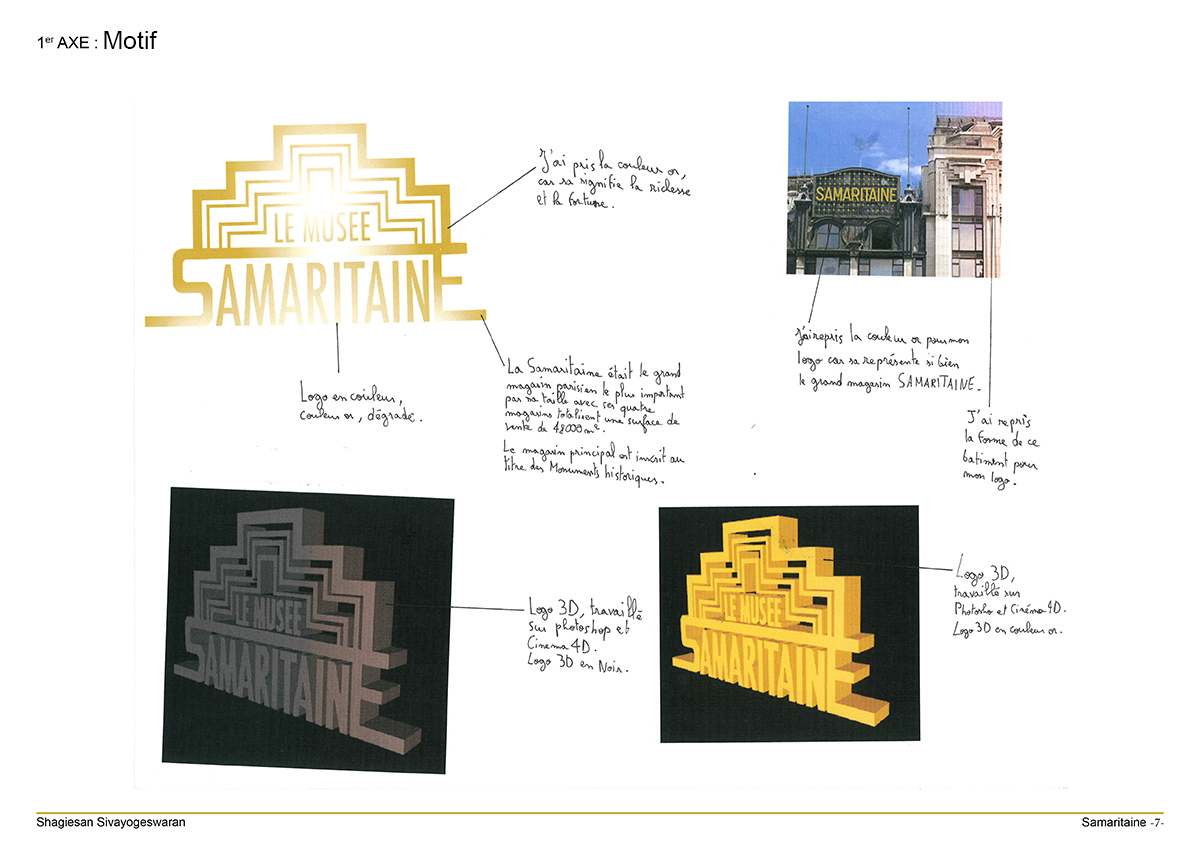 1er AXE : Motif
LE MUSEE
SAMARITAINE
J'ai pris la couleur or,
car sa signifie la richesse
et la fortune.
SAMARITAINE
Logo en couleur,
couleur or, dégradé.
La Samaritaine était le grand
magasin parisien le plus important
par sa taille avec ses quatre
magasins totalisent une surface de
vente de 48000 m².
Le magasin principal est inscrit au
titre des Monuments historiques.
J'ai repris la couleur or pour mon
logo car sa représente si bien
le grand magasin SAMARITAINE.
J'ai repris
la forme de ce
batiment pour
mon logo.
LE MUSEE
SAMARITAINE
Logo 3D, travaillé
sur photoshop et
Cinema 4D.
Logo 3D en Noir.
LE MUSEE
SAMARITAINE
Logo 3D,
travaillé sur
Photosho et Cinéma 4D.
Logo 3D en couleur or.
Shagiesan Sivayogeswaran
Samaritaine -7-